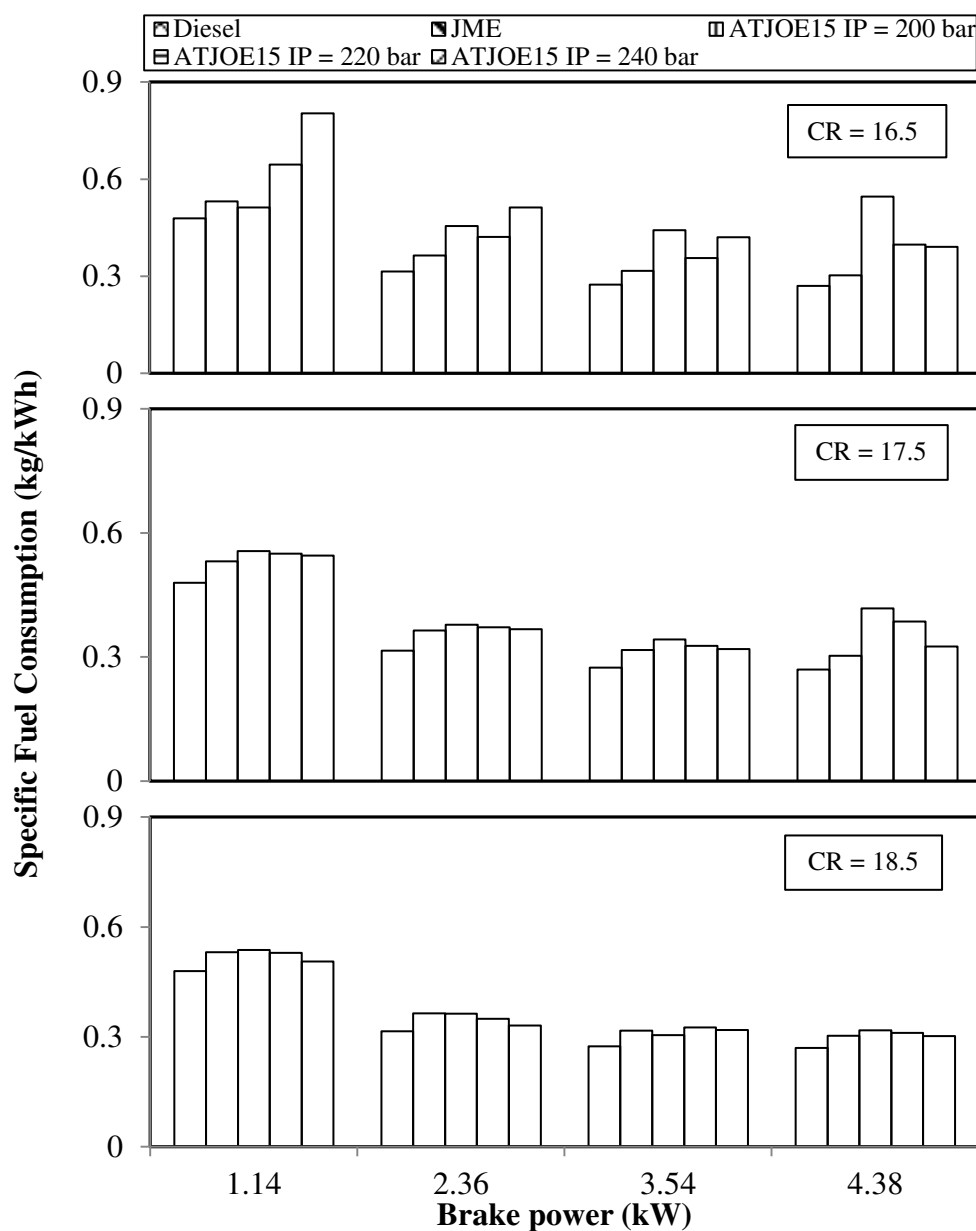 Diesel JME ATJOE15 IP = 200 bar
ATJOE15 IP = 220 bar ATJOE15 IP = 240 bar
0.9
CR = 16.5
0.6
0.3
0
0.9
CR = 17.5
0.6
0.3
0
0.9
CR = 18.5
0.6
0.3
0
Specific Fuel Consumption (kg/kWh)
1.14 2.36 3.54 4.38
Brake power (kW)